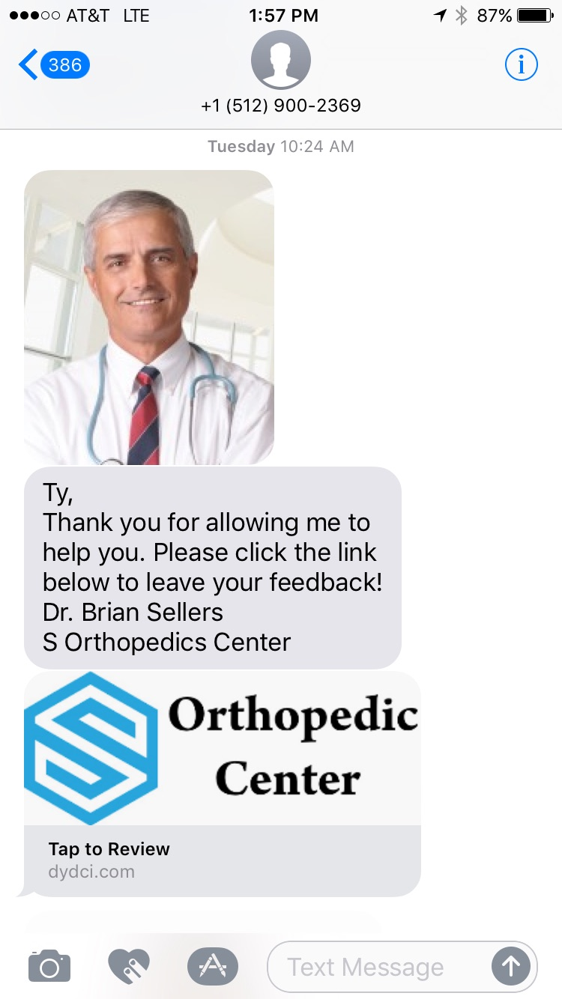 AT&T LTE 1:57 PM 87%
386
+1 (512) 900-2369
Tuesday 10:24 AM
Ty,
Thank you for allowing me to
help you. Please click the link
below to leave your feedback!
Dr. Brian Sellers
S Orthopedics Center
Orthopedic
Center
Tap to Review
dydci.com
Text Message